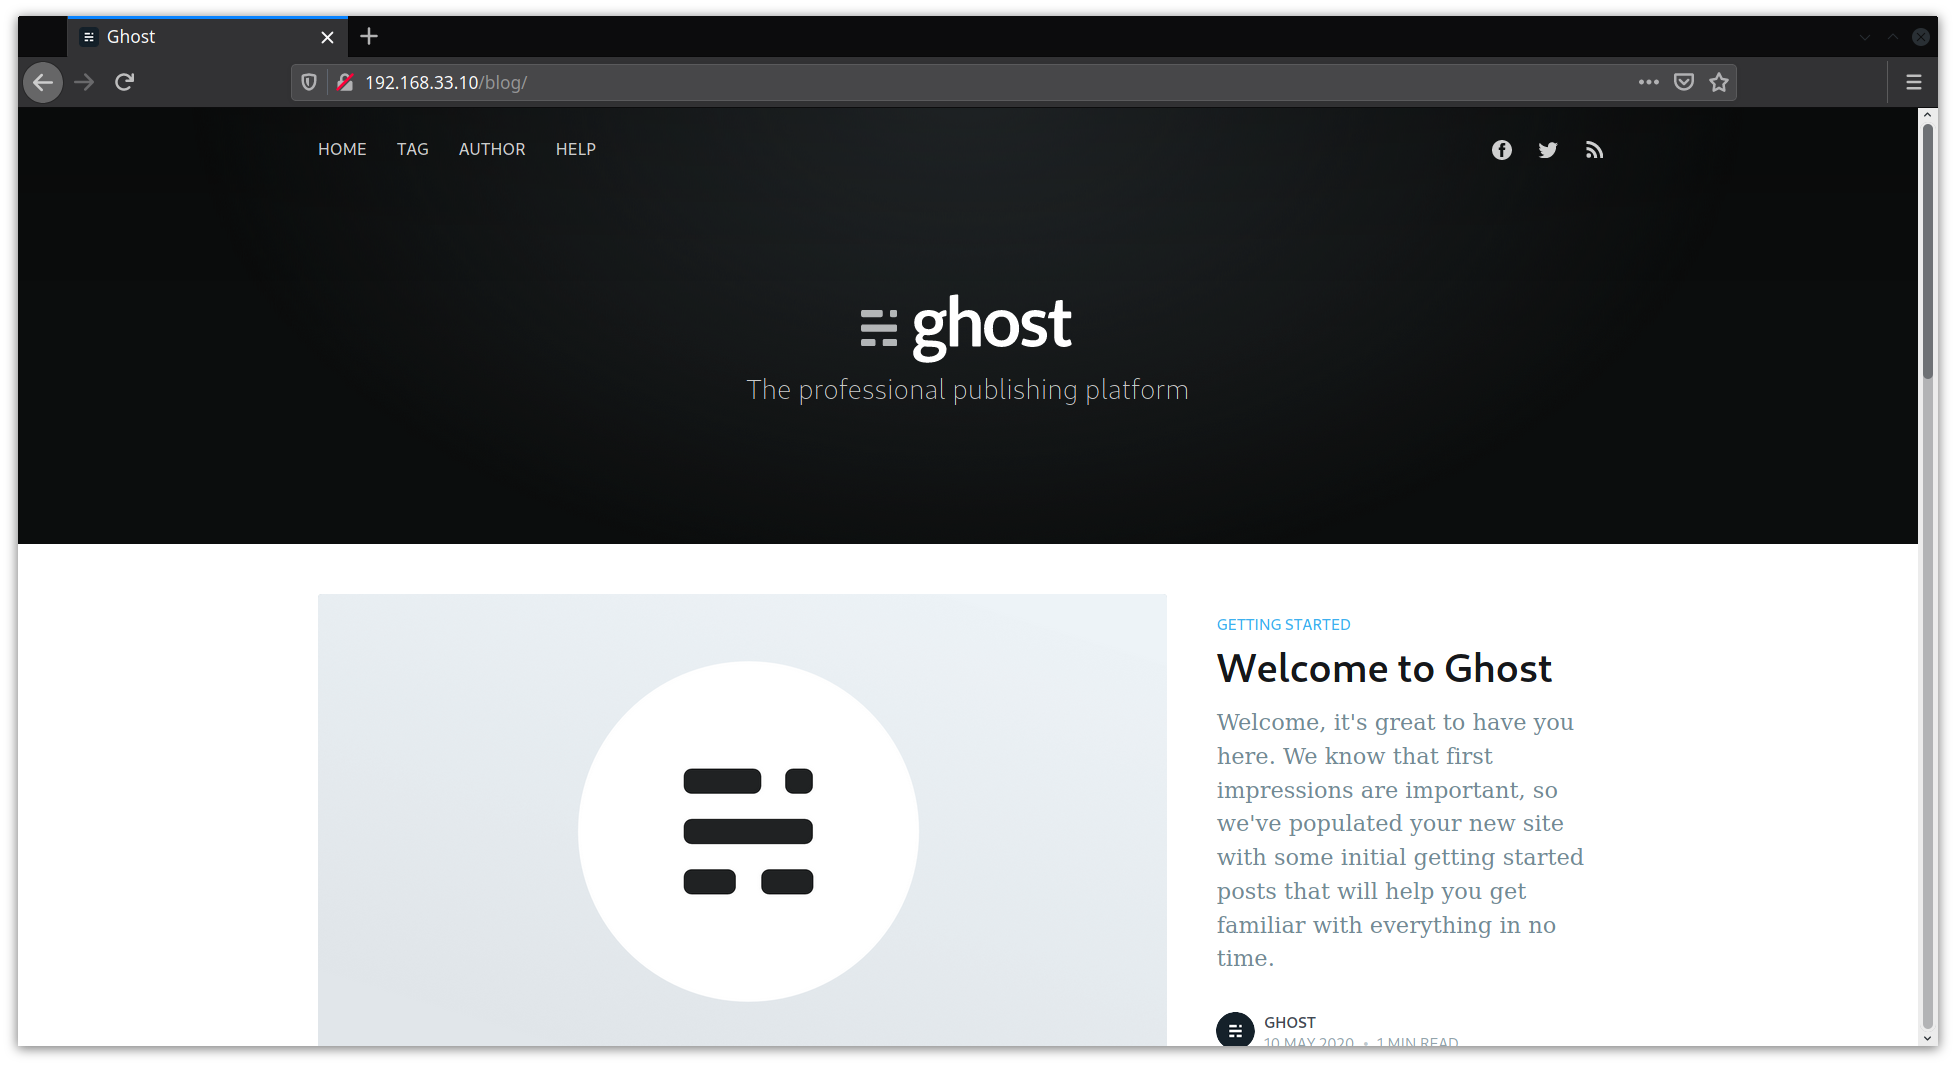 Ghost
192.168.33.10/blog/
HOME TAG AUTHOR HELP
ghost
The professional publishing platform
GETTING STARTED
Welcome to Ghost
Welcome, it's great to have you
here. We know that first
impressions are important, so
we've populated your new site
with some initial getting started
posts that will help you get
familiar with everything in no
time.
GHOST
10 MAY 2020 • 1 MIN READ